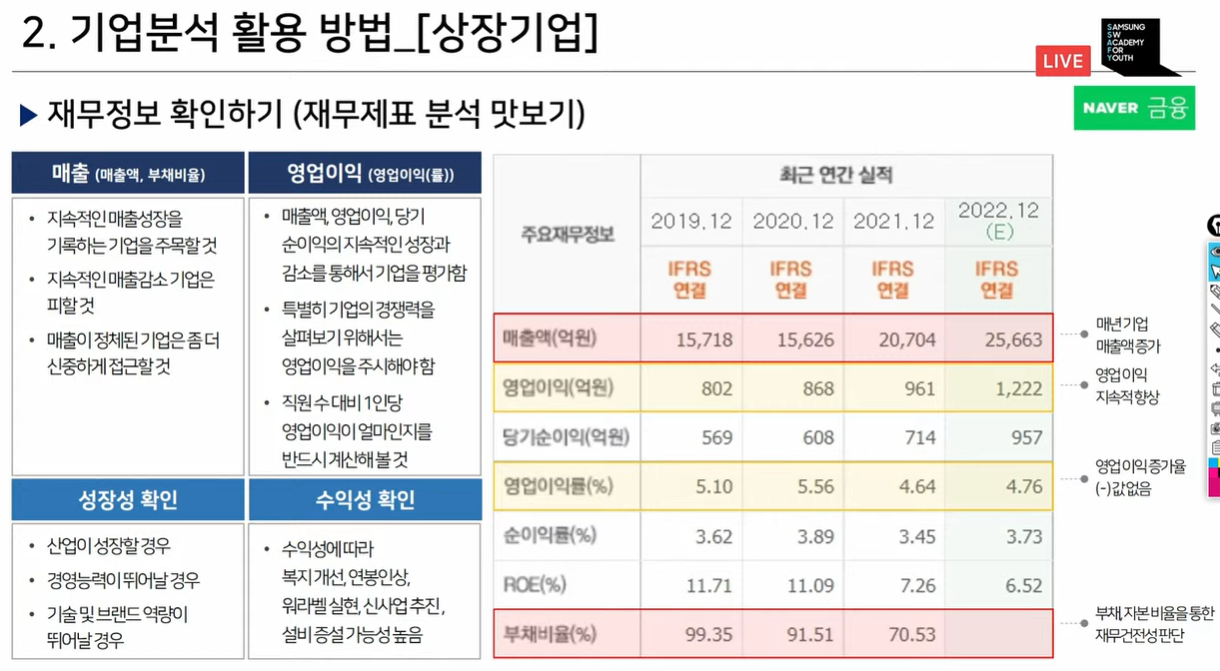 2. 기업분석 활용 방법_[상장기업]
LIVE
SAMSUNG
SW
ACADEMY
FOR
YOUTH
▶ 재무정보 확인하기 (재무제표 분석 맛보기)
NAVER 금융
매출 (매출액, 부채비율)
• 지속적인 매출성장을
기록하는 기업을 주목할 것
• 지속적인 매출감소 기업은
피할 것
• 매출이 정체된 기업은 좀 더
신중하게 접근할 것
영업이익 (영업이익(률))
• 매출액, 영업이익, 당기
순이익의 지속적인 성장과
감소를 통해서 기업을 평가함
• 특별히 기업의 경쟁력을
살펴보기 위해서는
영업이익을 주시해야 함
• 직원 수 대비 1인당
영업이익이 얼마인지를
반드시 계산해 볼 것
성장성 확인
• 산업이 성장할 경우
• 경영능력이 뛰어날 경우
• 기술 및 브랜드 역량이
뛰어날 경우
수익성 확인
• 수익성에 따라
복지 개선, 연봉인상,
워라벨 실현, 신사업 추진,
설비 증설 가능성 높음
주요재무정보
최근 연간 실적
2019.12 2020.12 2021.12 2022.12
(E)
IFRS IFRS IFRS IFRS
연결 연결 연결 연결
매출액(억원) 15,718 15,626 20,704 25,663
영업이익(억원) 802 868 961 1,222
당기순이익(억원) 569 608 714 957
영업이익률(%) 5.10 5.56 4.64 4.76
순이익률(%) 3.62 3.89 3.45 3.73
ROE(%) 11.71 11.09 7.26 6.52
부채비율(%) 99.35 91.51 70.53
매년 기업
매출액 증가
영업 이익
지속적 향상
영업 이익 증가율
(-)값 없음
부채, 자본 비율을 통한
재무건전성 판단